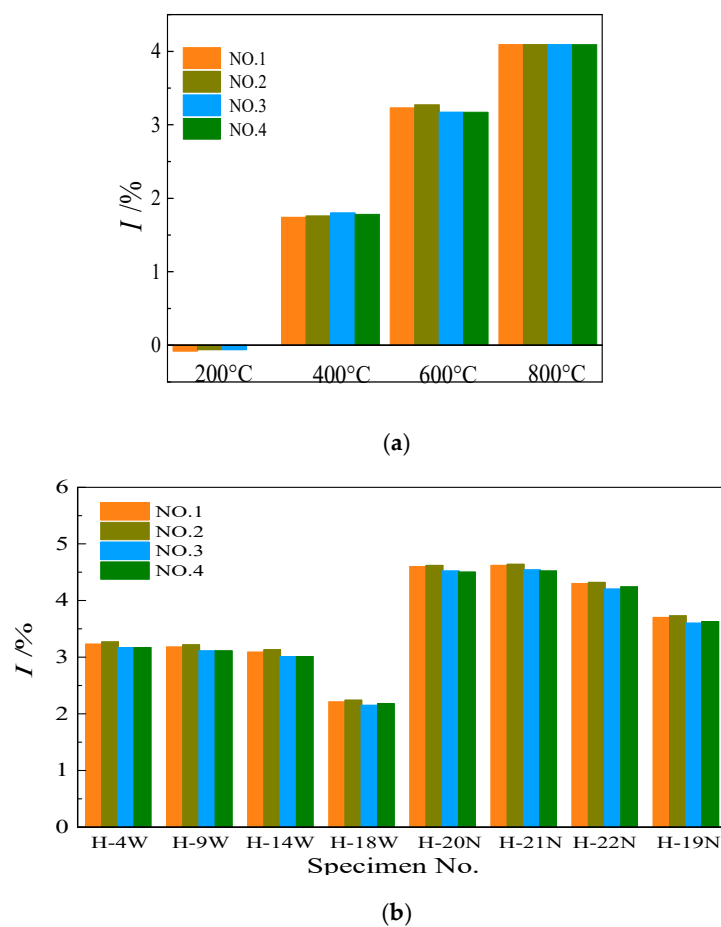 4
3
2
1
0
I /%
NO.1
NO.2
NO.3
NO.4
200°C 400°C 600°C 800°C
(a)
6
5
4
3
2
1
0
I /%
NO.1
NO.2
NO.3
NO.4
H-4W H-9W H-14W H-18W H-20N H-21N H-22N H-19N
Specimen No.
(b)